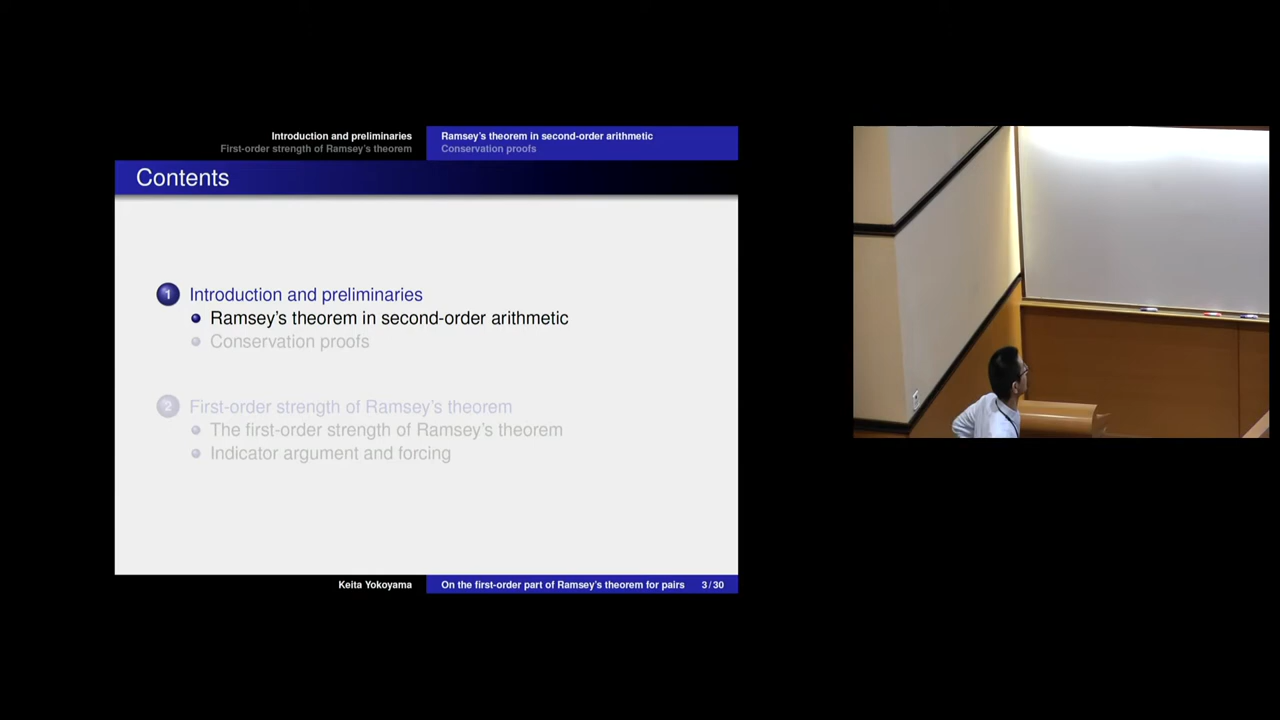 Introduction and preliminaries
First-order strength of Ramsey's theorem
Ramsey's theorem in second-order arithmetic
Conservation proofs
Contents
1 Introduction and preliminaries
Ramsey's theorem in second-order arithmetic
Conservation proofs
2 First-order strength of Ramsey's theorem
The first-order strength of Ramsey's theorem
Indicator argument and forcing
Keita Yokoyama
On the first-order part of Ramsey's theorem for pairs 3 / 30